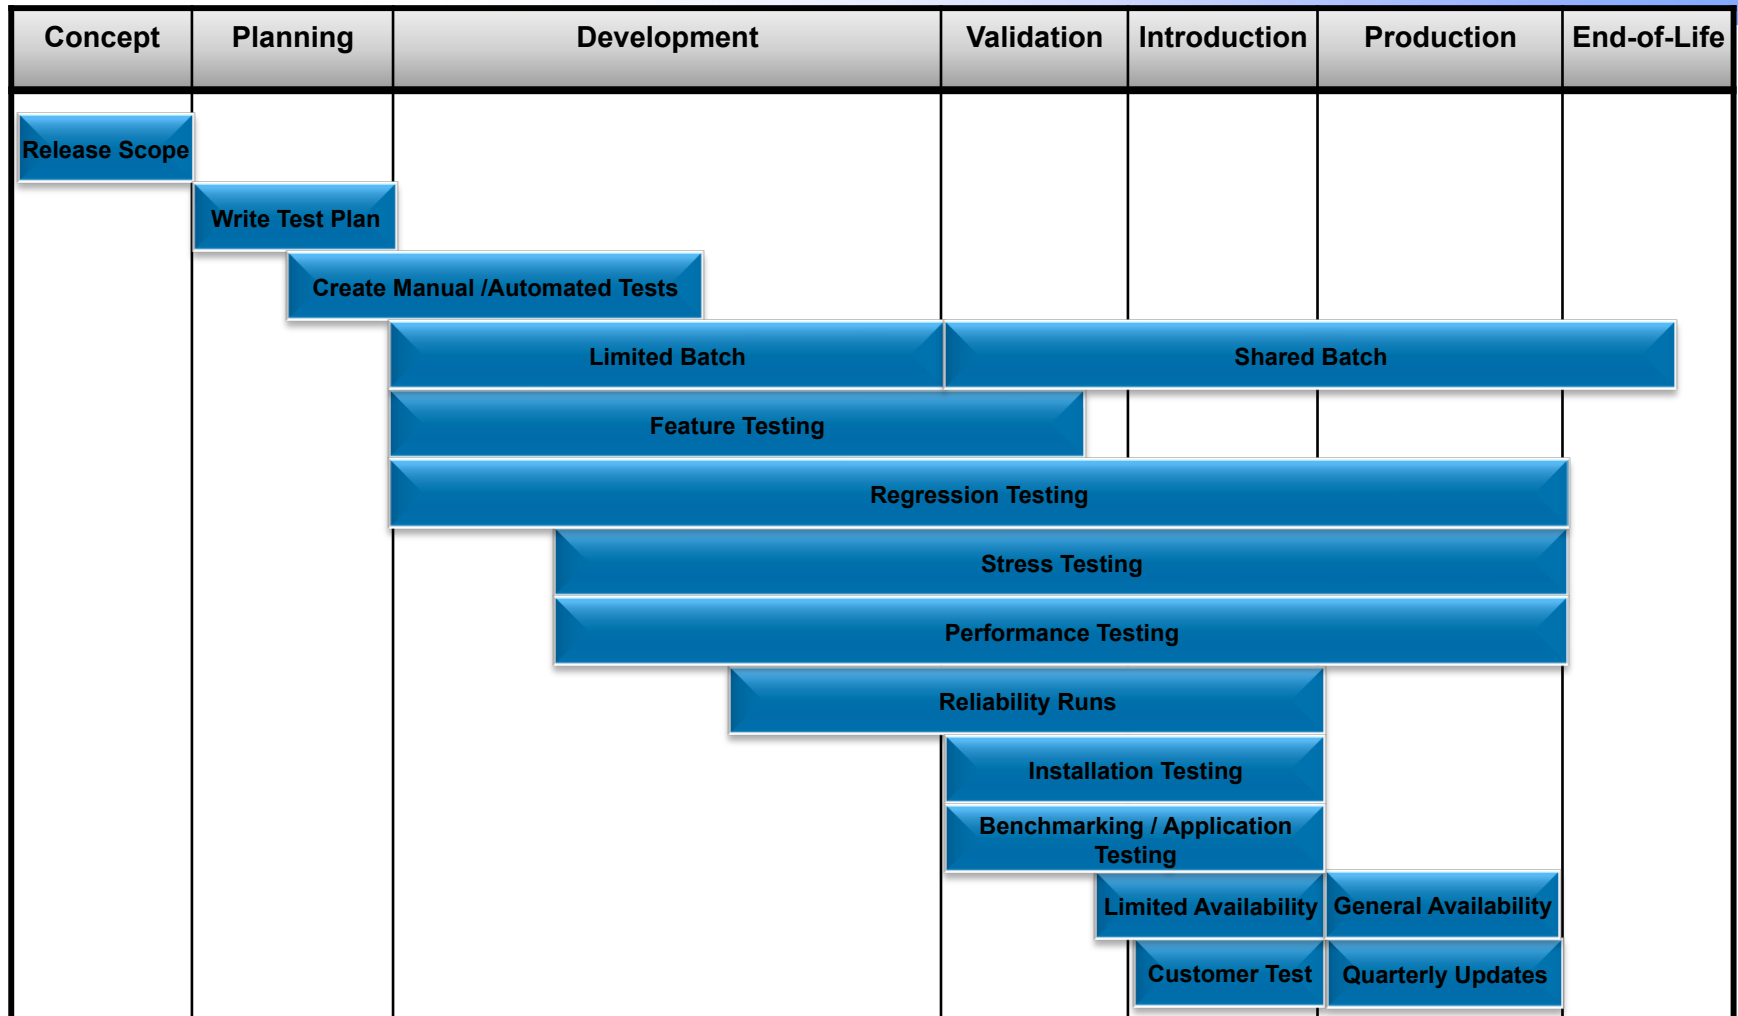 Concept Planning Development Validation Introduction Production End-of-Life
Release Scope
Write Test Plan
Create Manual /Automated Tests
Limited Batch Shared Batch
Feature Testing
Regression Testing
Stress Testing
Performance Testing
Reliability Runs
Installation Testing
Benchmarking / Application
Testing
Limited Availability General Availability
Customer Test Quarterly Updates